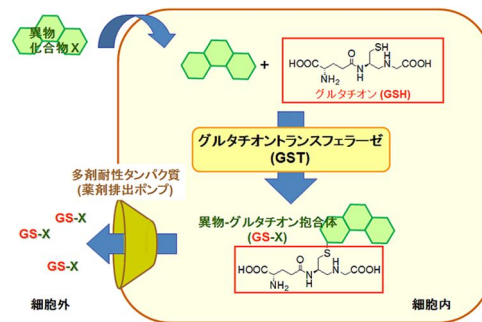 異物
化合物X
+
SH
HOOC
N
H
HN
COOH
NH₂
グルタチオン (GSH)
グルタチオントランスフェラーゼ
(GST)
多剤耐性タンパク質
(薬剤排出ポンプ)
異物-グルタチオン抱合体
(GS-X)
GS-X
GS-X
GS-X
S
HOOC
O
N
H
HN
COOH
NH₂
細胞外
細胞内